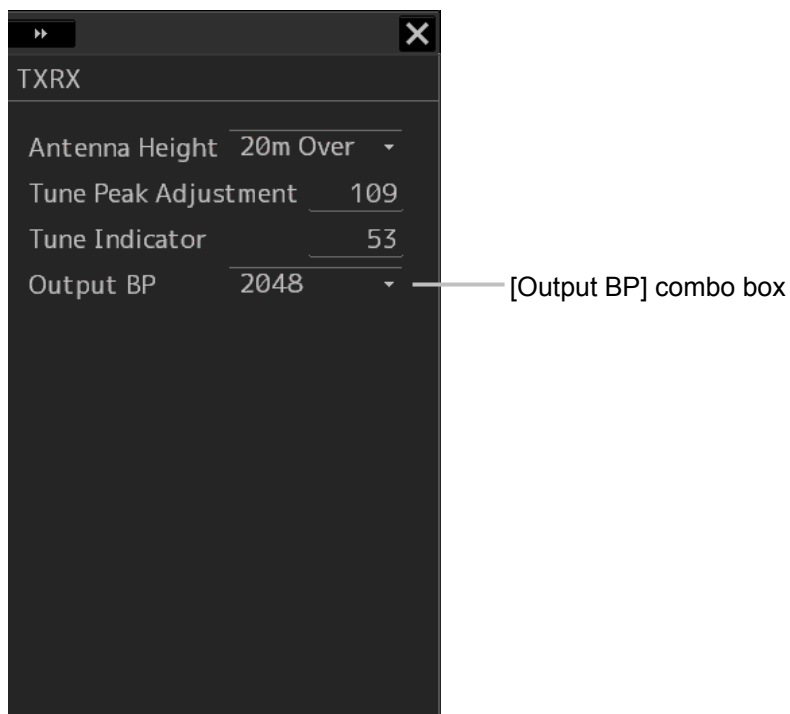 TXRX
Antenna Height 20m Over
Tune Peak Adjustment 109
Tune Indicator 53
Output BP 2048
[Output BP] combo box